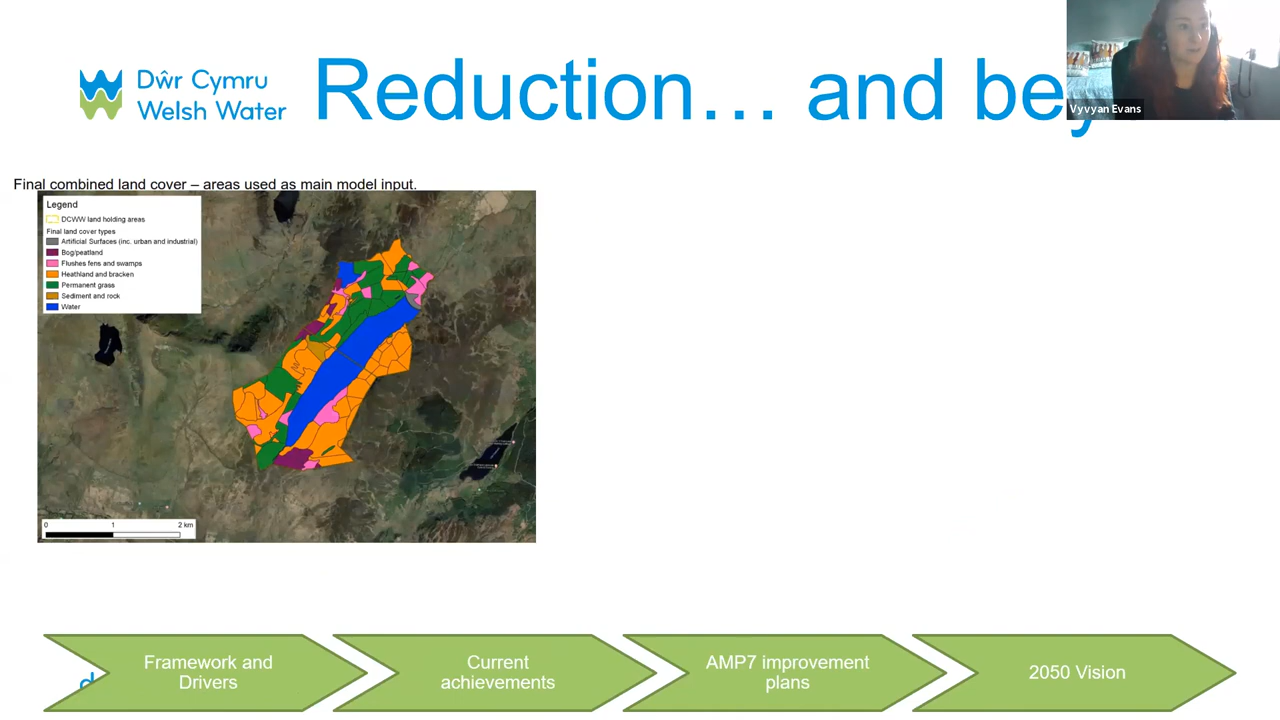 Dŵr Cymru
Welsh Water
Reduction… and bey
Vyvyan Evans
Final combined land cover – areas used as main model input.
Legend
DCWW land holding areas
Final land cover types
Artificial Surfaces (inc. urban and industrial)
Bog/peatland
Flushes fens and swamps
Heathland and bracken
Permanent grass
Sediment and rock
Water
0 1 2 km
Framework and
Drivers
Current
achievements
AMP7 improvement
plans
2050 Vision
d